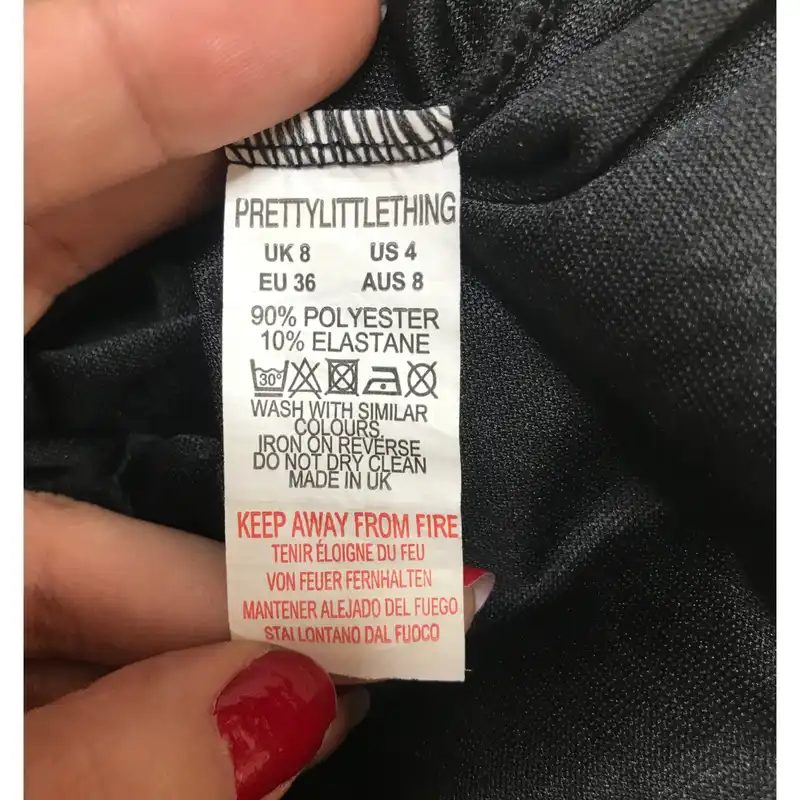 PRETTYLITTLETHING
UK 8 US 4
EU 36 AUS 8
90% POLYESTER
10% ELASTANE
30°
WASH WITH SIMILAR
COLOURS
IRON ON REVERSE
DO NOT DRY CLEAN
MADE IN UK
KEEP AWAY FROM FIRE
TENIR ÉLOIGNE DU FEU
VON FEUER FERNHALTEN
MANTENER ALEJADO DEL FUEGO
STAI LONTANO DAL FUOCO